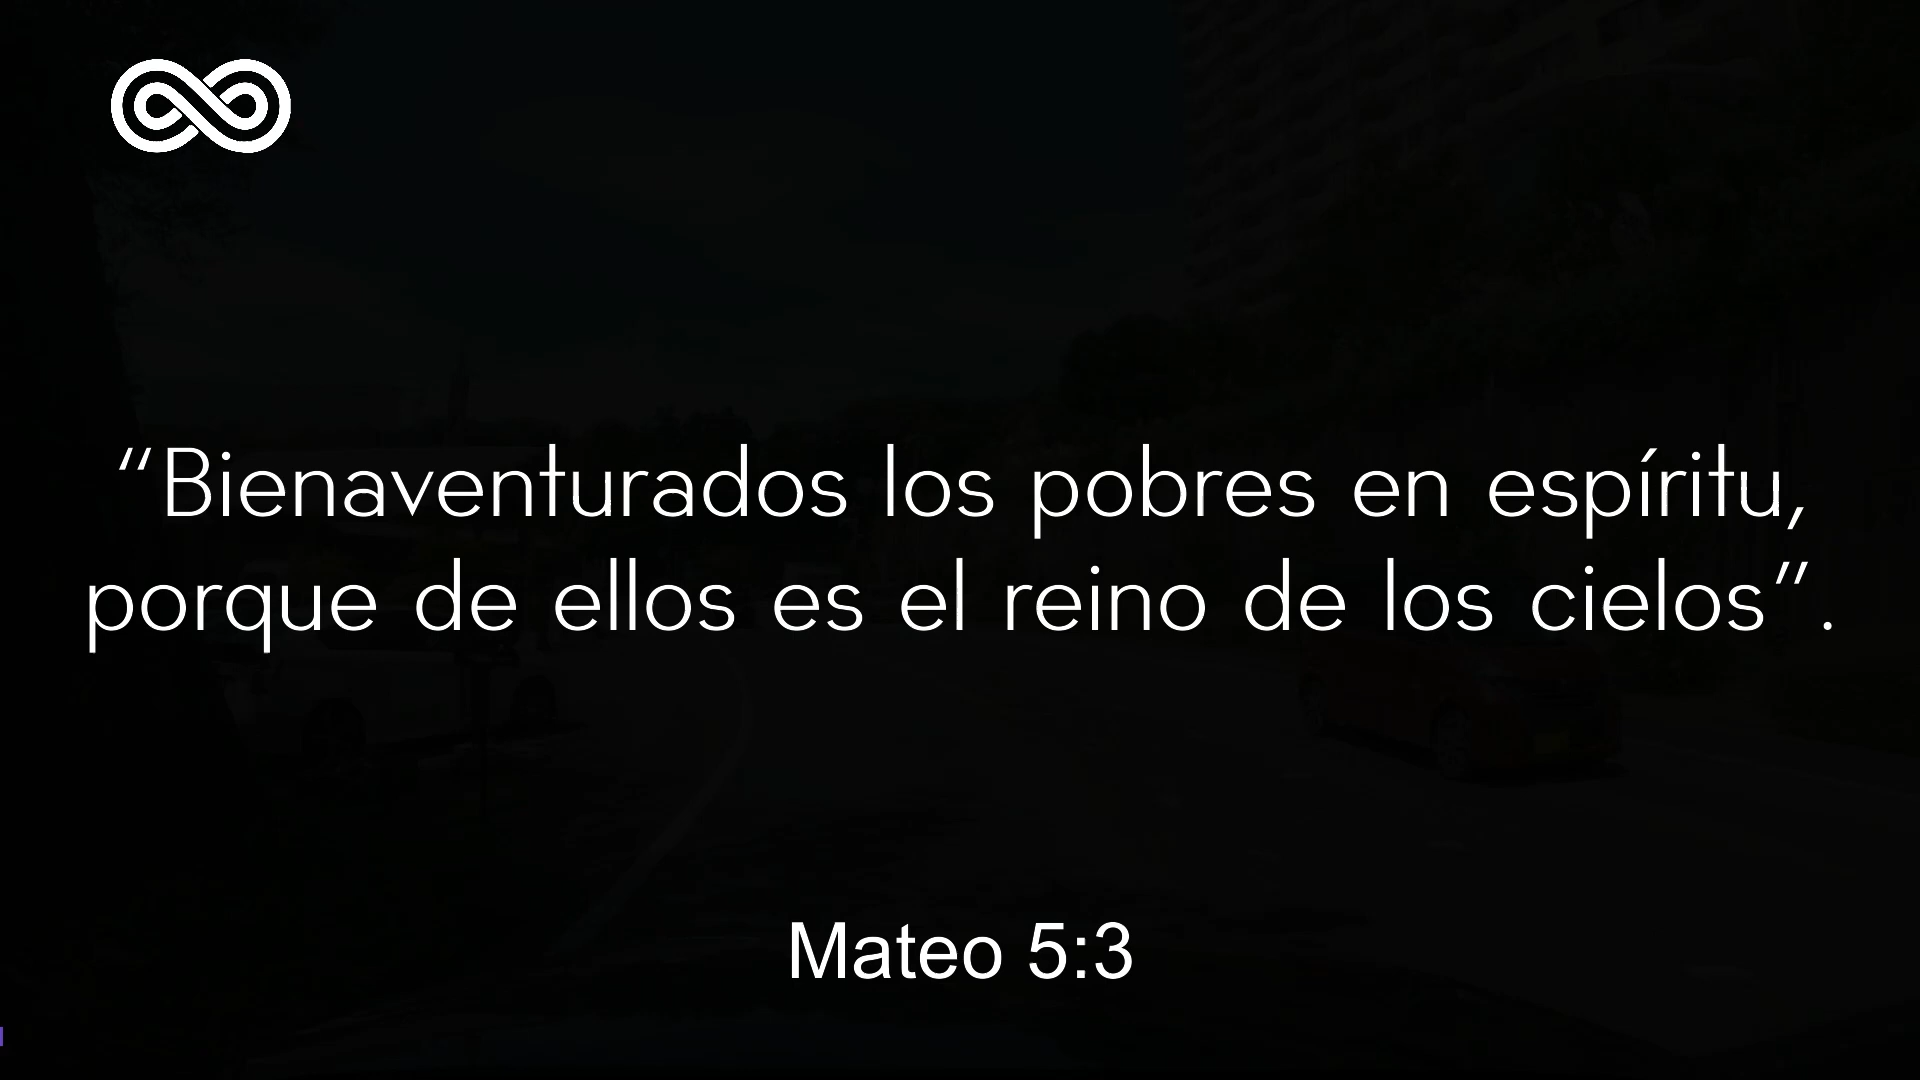 “Bienaventurados los pobres en espíritu,
porque de ellos es el reino de los cielos”.
Mateo 5:3